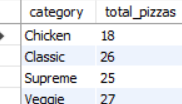 category total_pizzas
Chicken 18
Classic 26
Supreme 25
Veggie 27